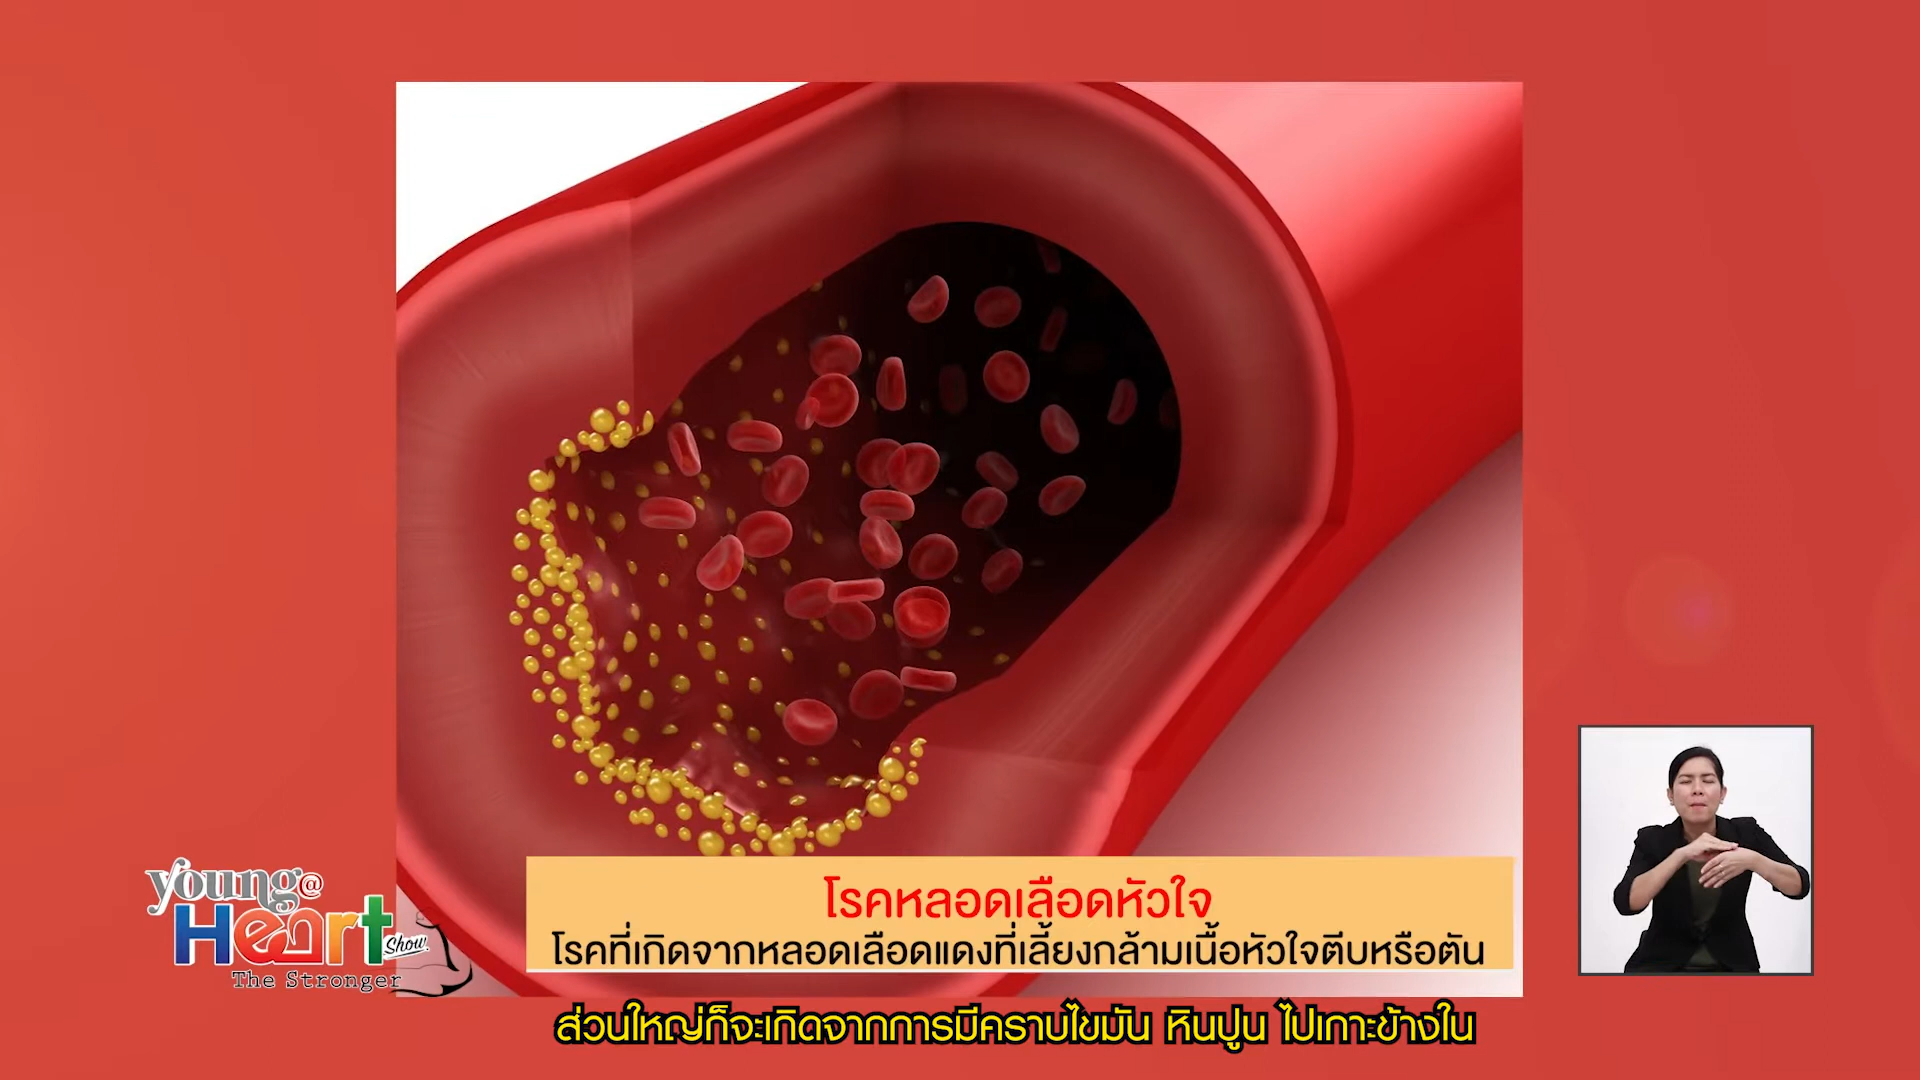 โรคหลอดเลือดหัวใจ
โรคที่เกิดจากหลอดเลือดแดงที่เลี้ยงกล้ามเนื้อหัวใจตีบหรือตัน
young@
Heart Show
The Stronger
ส่วนใหญ่ก็จะเกิดจากการมีคราบไขมัน หินปูน ไปเกาะข้างใน